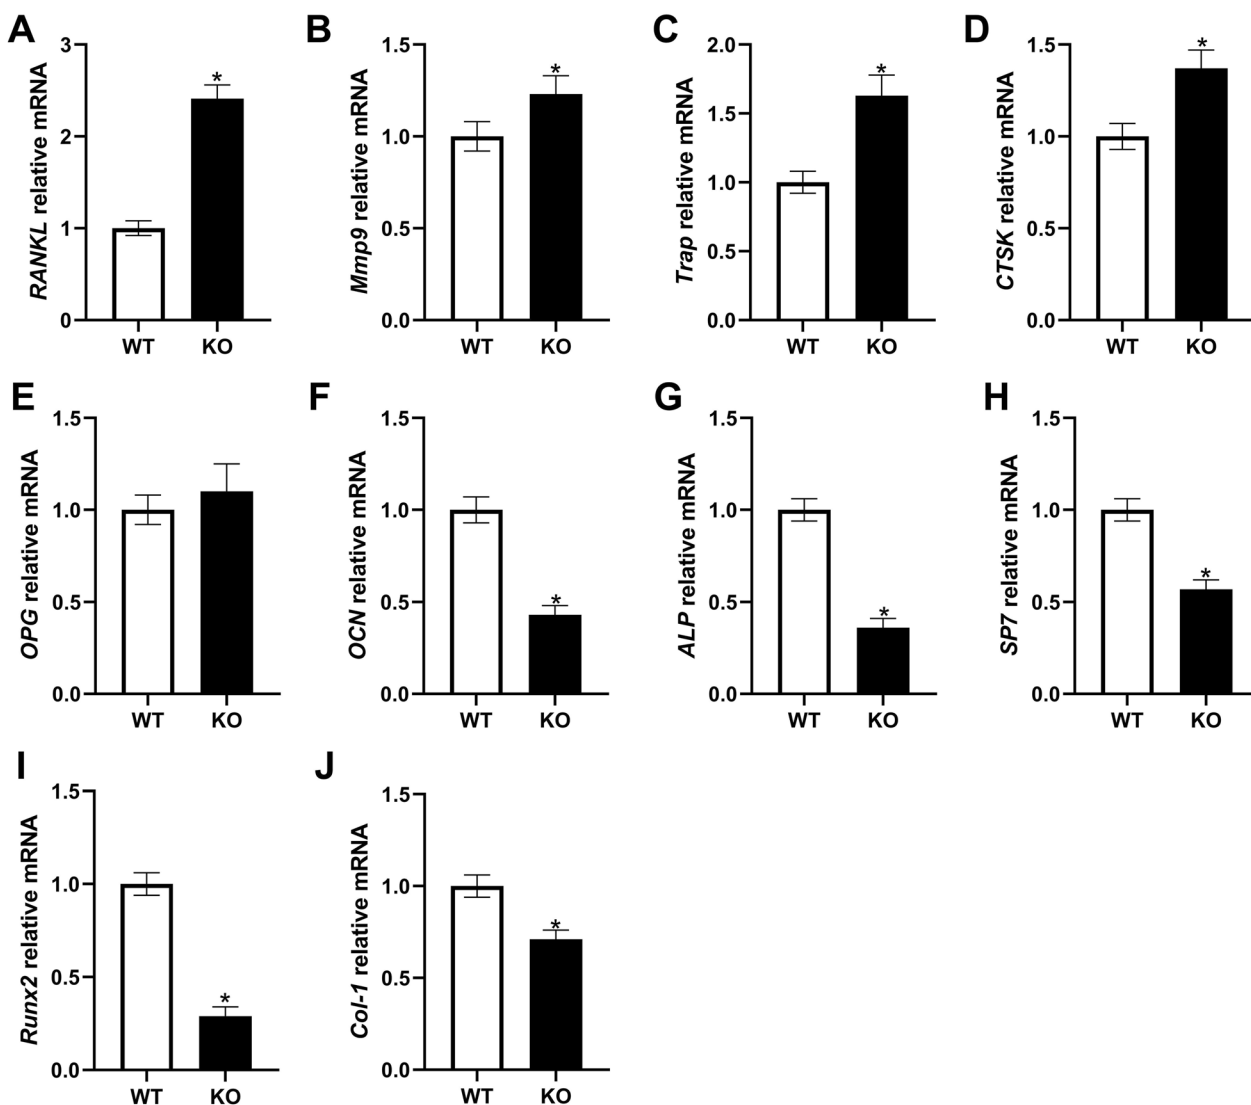 A
RANKL relative mRNA
3
2
1
0
*
WT KO
B
Mmp9 relative mRNA
1.5
1.0
0.5
0.0
*
WT KO
C
Trap relative mRNA
2.0
1.5
1.0
0.5
0.0
*
WT KO
D
CTSK relative mRNA
1.5
1.0
0.5
0.0
*
WT KO
E
OPG relative mRNA
1.5
1.0
0.5
0.0
WT KO
F
OCN relative mRNA
1.5
1.0
0.5
0.0
*
WT KO
G
ALP relative mRNA
1.5
1.0
0.5
0.0
*
WT KO
H
SP7 relative mRNA
1.5
1.0
0.5
0.0
*
WT KO
I
Runx2 relative mRNA
1.5
1.0
0.5
0.0
*
WT KO
J
Col-1 relative mRNA
1.5
1.0
0.5
0.0
*
WT KO